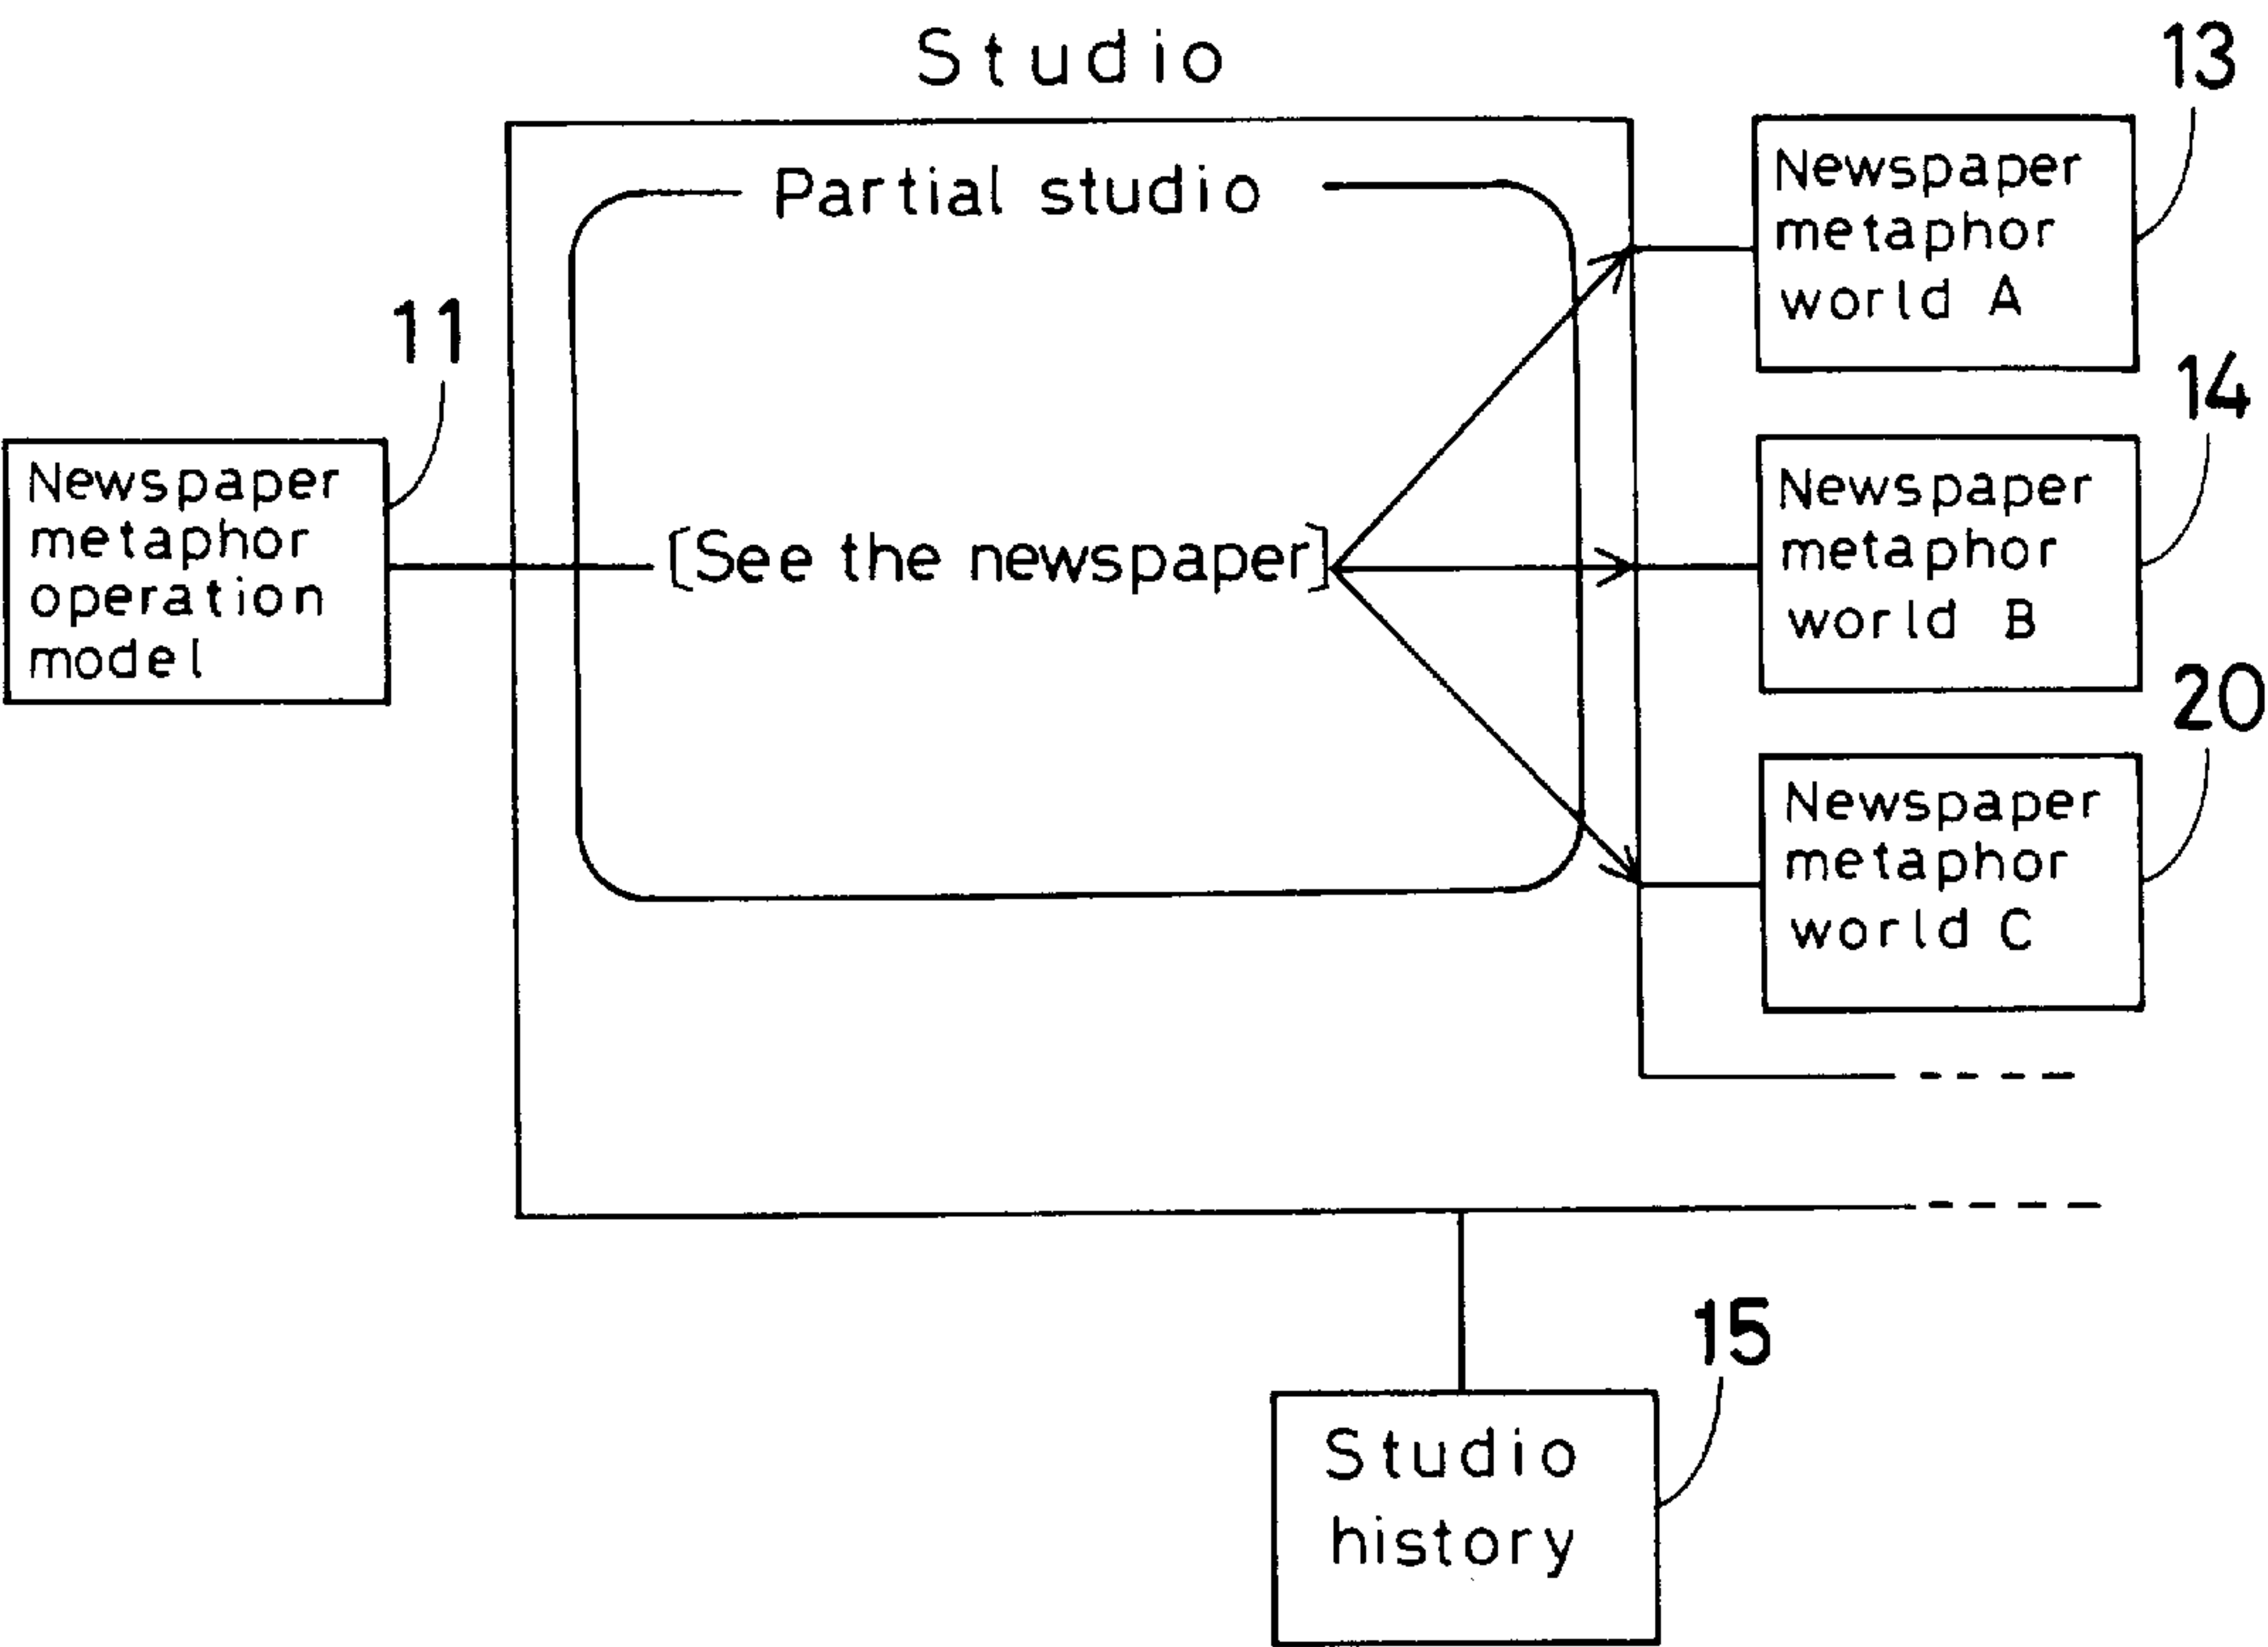 Studio
13
Partial studio
Newspaper
metaphor
world A
11
14
Newspaper
metaphor
operation
model
[See the newspaper]
Newspaper
metaphor
world B
20
Newspaper
metaphor
world C
15
Studio
history